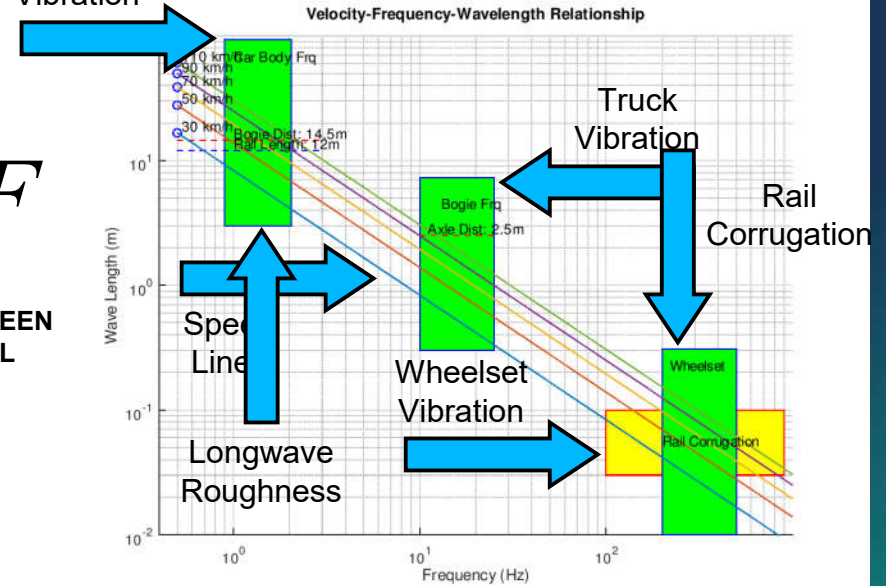 Vibration
Velocity-Frequency-Wavelength Relationship
110 km/h
Car Body Frq
90 km/h
70 km/h
50 km/h
30 km/h
Bogie Dist: 14.5m
Rail Length: 12m
Truck
Vibration
Rail
Corrugation
Bogie Frq
Axle Dist: 2.5m
F
EEN
L
Spee
Line
Wheelset
Vibration
Longwave
Roughness
Wheelset
Rail Corrugation
Wave Length (m)
10^1
10^0
10^-1
10^-2
10^0
10^1
10^2
Frequency (Hz)